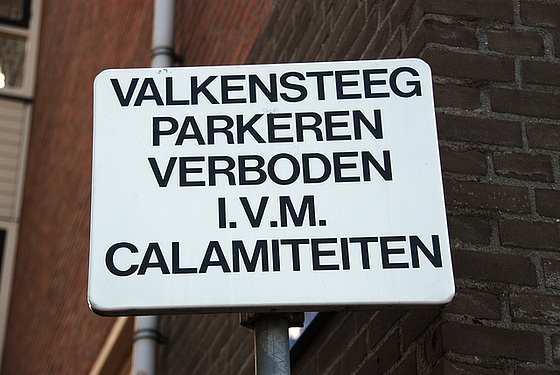 VALKENSTEEG
PARKEREN
VERBODEN
I.V.M.
CALAMITEITEN